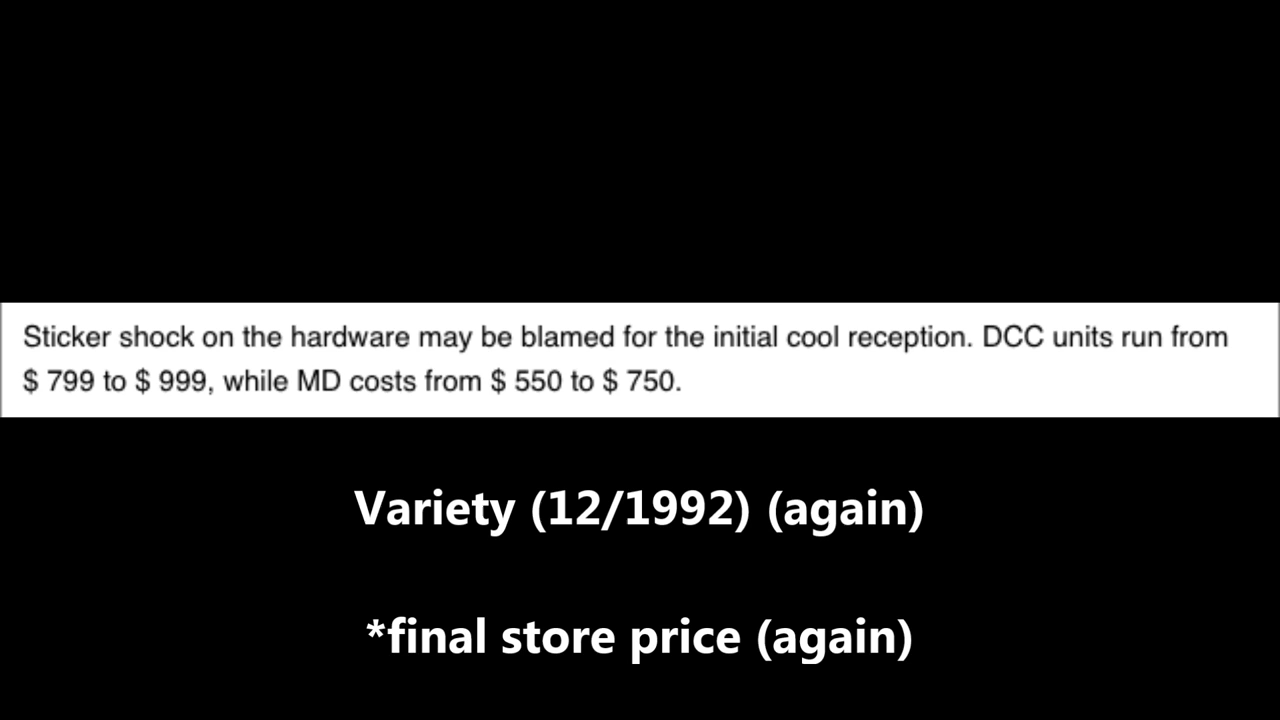 Sticker shock on the hardware may be blamed for the initial cool reception. DCC units run from
$ 799 to $ 999, while MD costs from $ 550 to $ 750.
Variety (12/1992) (again)
*final store price (again)